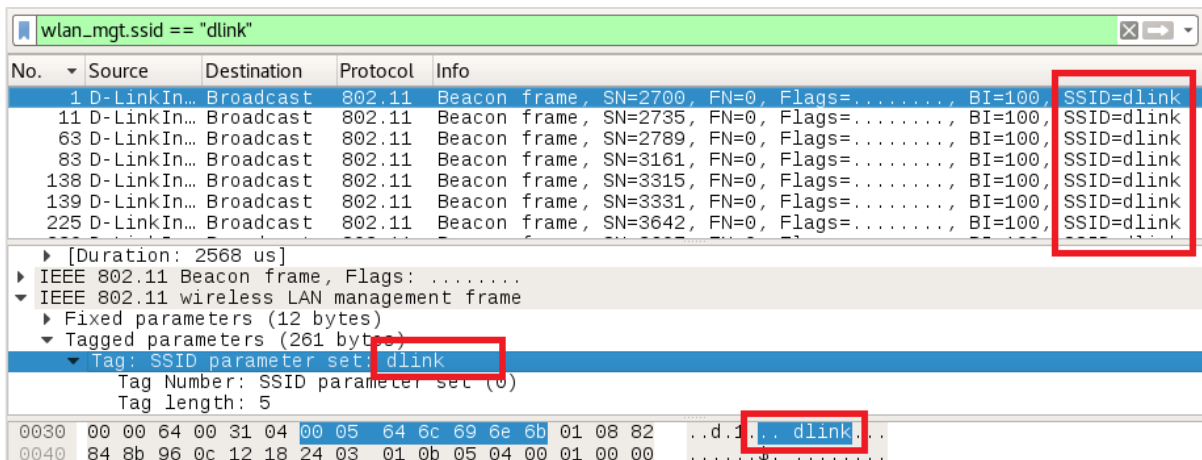 wlan_mgt.ssid == "dlink"
No. Source Destination Protocol Info
1 D-LinkIn… Broadcast 802.11 Beacon frame, SN=2700, FN=0, Flags=........, BI=100, SSID=dlink
11 D-LinkIn… Broadcast 802.11 Beacon frame, SN=2735, FN=0, Flags=........, BI=100, SSID=dlink
63 D-LinkIn… Broadcast 802.11 Beacon frame, SN=2789, FN=0, Flags=........, BI=100, SSID=dlink
83 D-LinkIn… Broadcast 802.11 Beacon frame, SN=3161, FN=0, Flags=........, BI=100, SSID=dlink
138 D-LinkIn… Broadcast 802.11 Beacon frame, SN=3315, FN=0, Flags=........, BI=100, SSID=dlink
139 D-LinkIn… Broadcast 802.11 Beacon frame, SN=3331, FN=0, Flags=........, BI=100, SSID=dlink
225 D-LinkIn… Broadcast 802.11 Beacon frame, SN=3642, FN=0, Flags=........, BI=100, SSID=dlink
[Duration: 2568 us]
IEEE 802.11 Beacon frame, Flags: ........
IEEE 802.11 wireless LAN management frame
Fixed parameters (12 bytes)
Tagged parameters (261 bytes)
Tag: SSID parameter set: dlink
Tag Number: SSID parameter set (0)
Tag length: 5
0030 00 00 64 00 31 04 00 05 64 6c 69 6e 6b 01 08 82 ..d.1... dlink...
0040 84 8b 96 0c 12 18 24 03 01 0b 05 04 00 01 00 00 ......$. ........